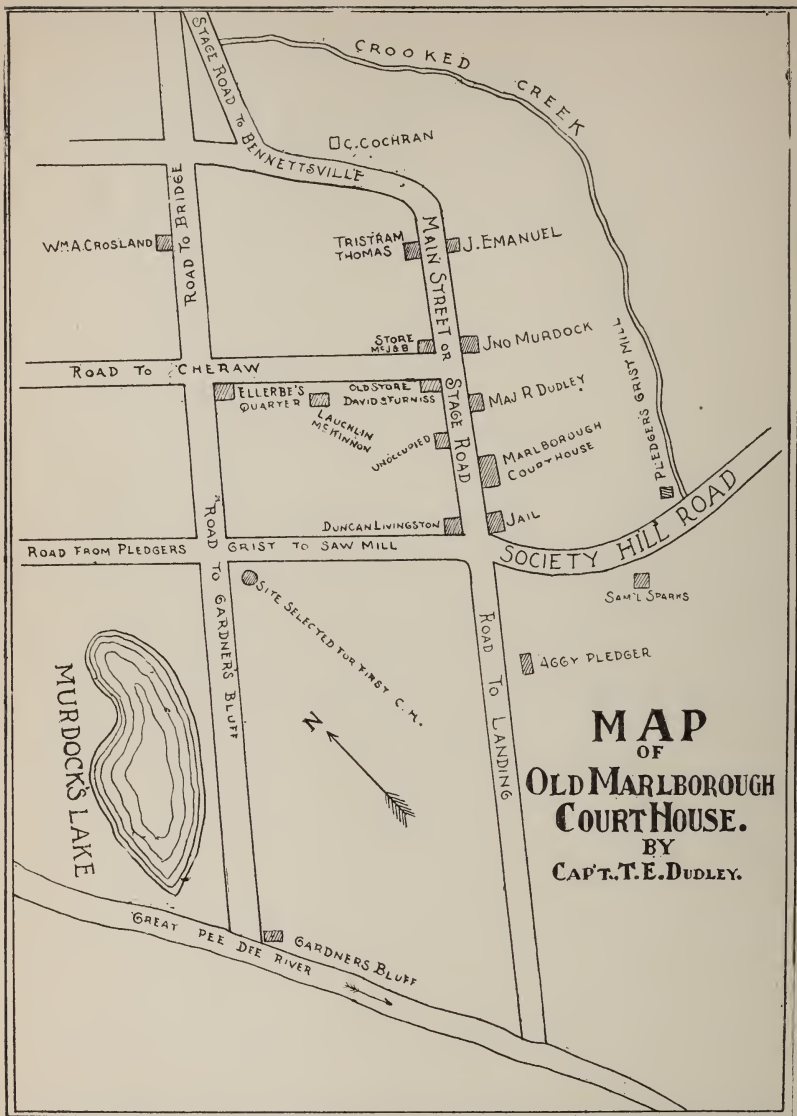 CROOKED CREEK
STAGE ROAD TO BENNETTSVILLE
C. COCHRAN
ROAD TO BRIDGE
WM. A. CROSLAND
TRISTRAM
THOMAS
J. EMANUEL
MAIN STREET OR STAGE ROAD
STORE
McJ&B
JNO MURDOCK
PLEDGER'S GRIST MILL
ROAD TO CHERAW
ELLERBE'S
QUARTER
OLD STORE
DAVID STURNISS
MAJ R DUDLEY
LAUCHLIN
McKINNON
UNOCCUPIED
MARLBOROUGH
COURT HOUSE
DUNCAN LIVINGSTON
JAIL
SOCIETY HILL ROAD
ROAD FROM PLEDGERS GRIST TO SAW MILL
ROAD TO GARDNER'S BLUFF
SITE SELECTED FOR FIRST C. H.
SAM'L SPARKS
ROAD TO LANDING
AGGY PLEDGER
MURDOCK'S LAKE
N
MAP
OF
OLD MARLBOROUGH
COURT HOUSE.
BY
CAP'T. T. E. DUDLEY.
GREAT PEE DEE RIVER
GARDNERS BLUFF